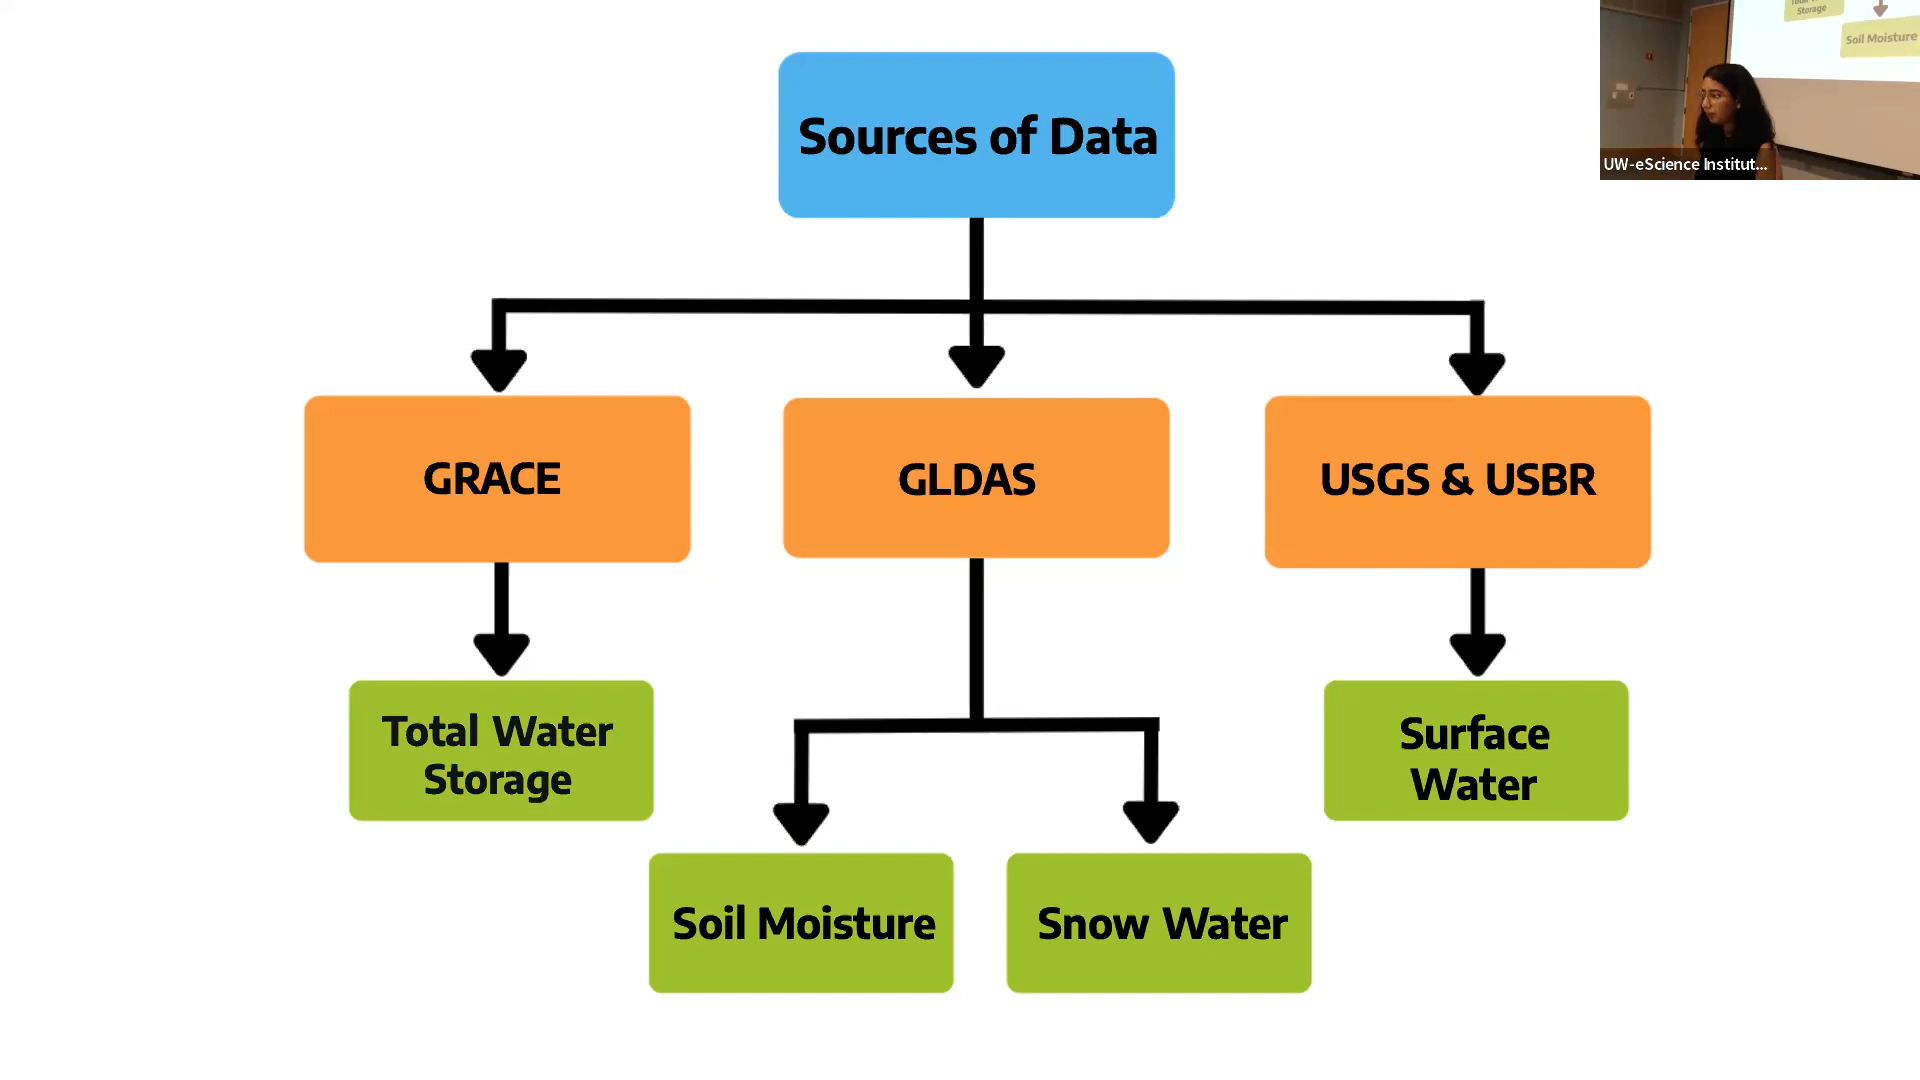 Sources of Data
GRACE
GLDAS
USGS & USBR
Total Water
Storage
Surface
Water
Soil Moisture
Snow Water
Storage
Soil Moisture
UW-eScience Institut...